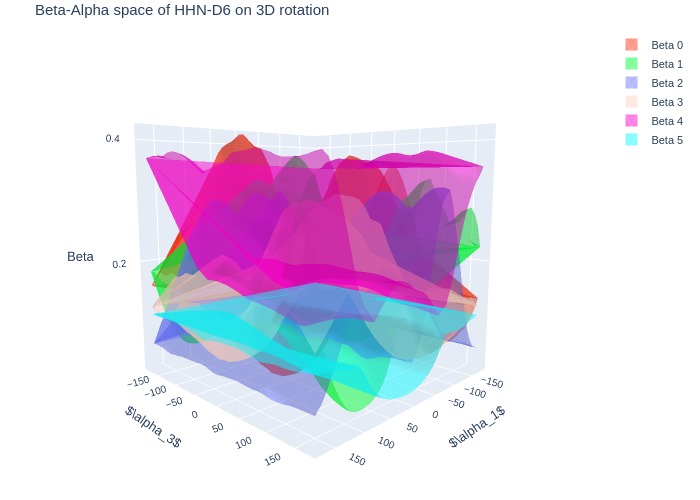 Beta-Alpha space of HHN-D6 on 3D rotation
Beta 0
Beta 1
Beta 2
Beta 3
Beta 4
Beta 5
0.4
0.2
Beta
−150
−100
−50
0
50
100
150
$\alpha_3$
−150
−100
−50
0
50
100
150
$\alpha_1$